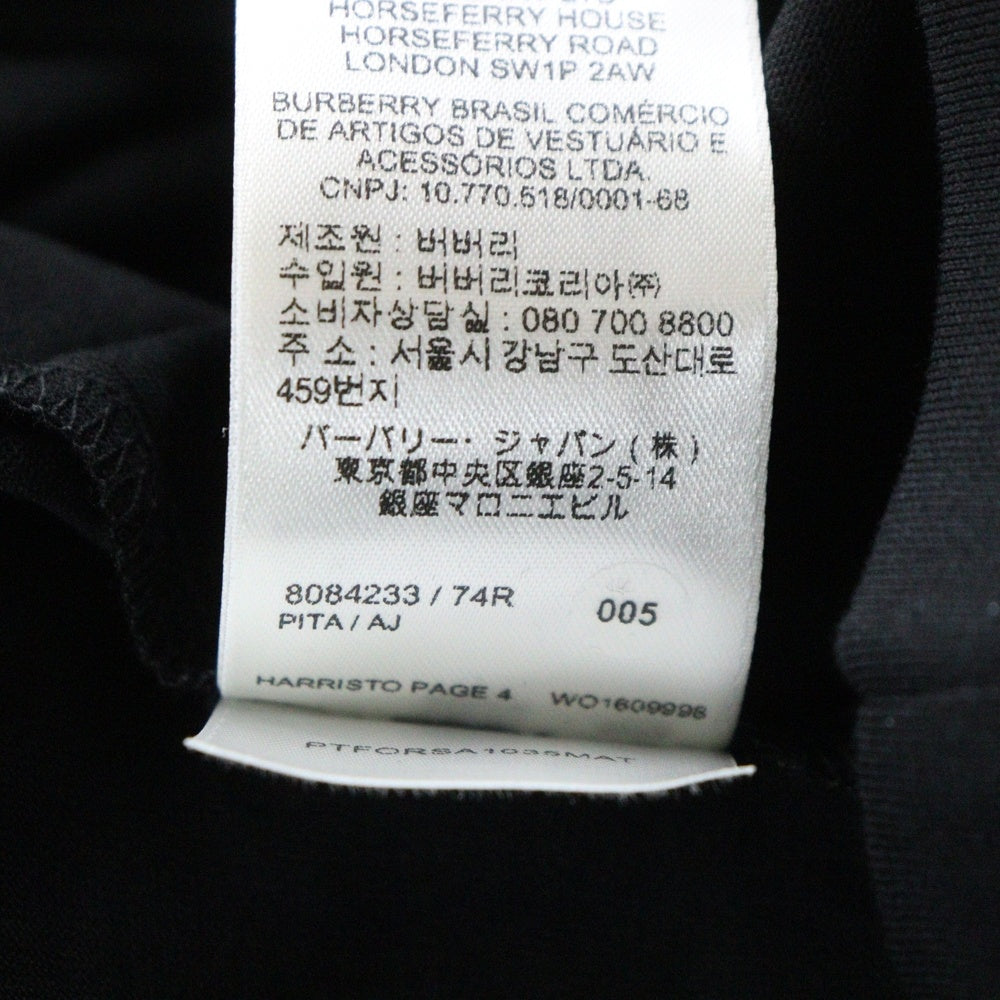 HORSEFERRY HOUSE
HORSEFERRY ROAD
LONDON SW1P 2AW
BURBERRY BRASIL COMÉRCIO
DE ARTIGOS DE VESTUÁRIO E
ACESSÓRIOS LTDA.
CNPJ: 10.770.518/0001-68
제조원 : 버버리
수입원 : 버버리코리아㈜
소비자상담실 : 080 700 8800
주 소 : 서울시 강남구 도산대로
459번지
バーバリー・ジャパン ( 株 )
東京都中央区銀座2-5-14
銀座マロニエビル
8084233 / 74R
005
PITA / AJ
HARRISTO PAGE 4 WO1609996
PTFORSA1035MAT